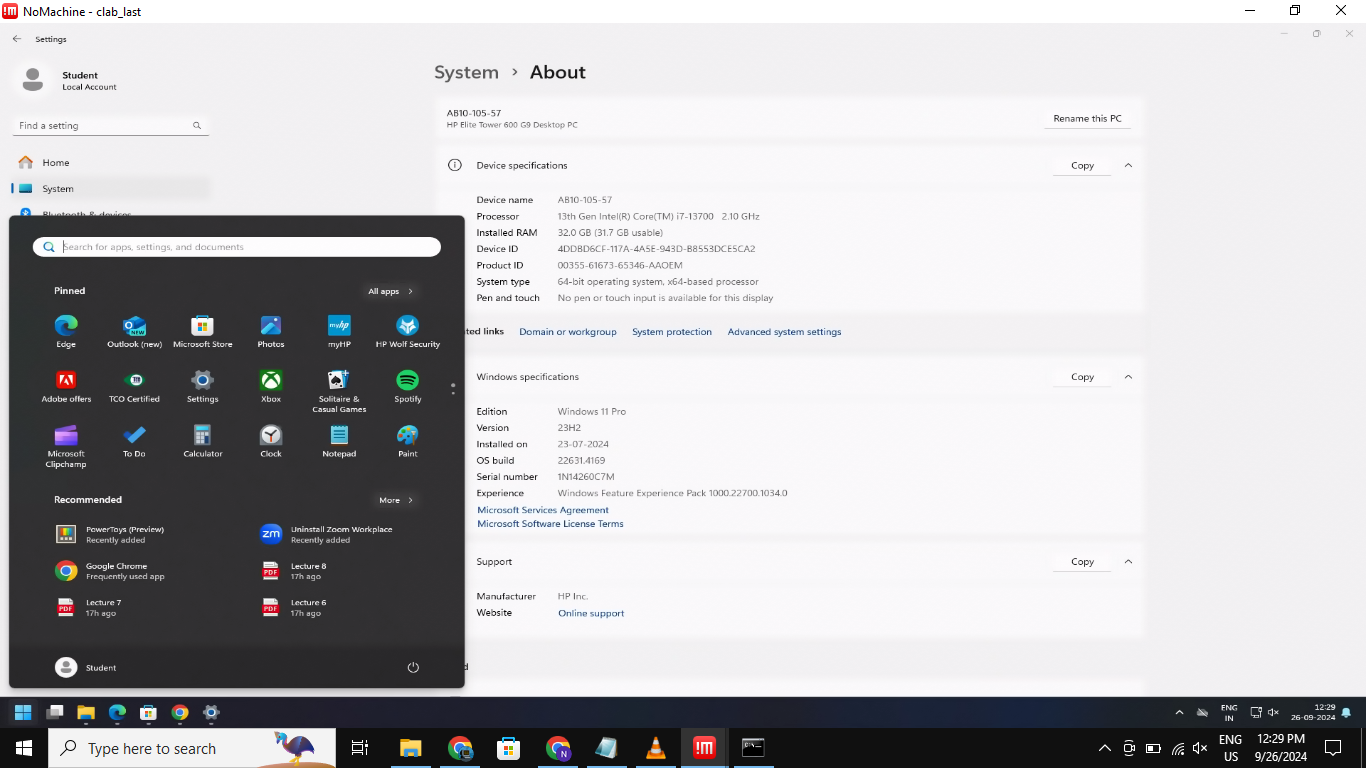 NoMachine - clab_last
Settings
Student
Local Account
Find a setting
Home
System
System > About
AB10-105-57
HP Elite Tower 600 G9 Desktop PC
Rename this PC
Device specifications
Copy
Device name AB10-105-57
Processor 13th Gen Intel(R) Core(TM) i7-13700 2.10 GHz
Installed RAM 32.0 GB (31.7 GB usable)
Device ID 4DDBD6CF-117A-4A5E-943D-B8553DCE5CA2
Product ID 00355-61673-65346-AAOEM
System type 64-bit operating system, x64-based processor
Pen and touch No pen or touch input is available for this display
ted links Domain or workgroup System protection Advanced system settings
Windows specifications
Copy
Edition Windows 11 Pro
Version 23H2
Installed on 23-07-2024
OS build 22631.4169
Serial number 1N14260C7M
Experience Windows Feature Experience Pack 1000.22700.1034.0
Microsoft Services Agreement
Microsoft Software License Terms
Support
Copy
Manufacturer HP Inc.
Website Online support
Search for apps, settings, and documents
Pinned
All apps >
Edge Outlook (new) Microsoft Store Photos myHP HP Wolf Security
Adobe offers TCO Certified Settings Xbox Solitaire & Casual Games Spotify
Microsoft Clipchamp To Do Calculator Clock Notepad Paint
Recommended
More >
PowerToys (Preview)
Recently added
Uninstall Zoom Workplace
Recently added
Google Chrome
Frequently used app
Lecture 8
17h ago
Lecture 7
17h ago
Lecture 6
17h ago
Student
ENG
IN
12:29
26-09-2024
Type here to search
ENG
US
12:29 PM
9/26/2024